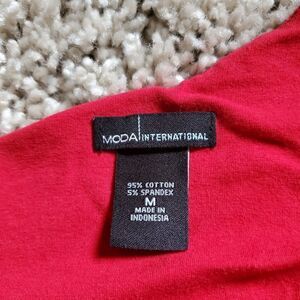 MODA INTERNATIONAL
95% COTTON
5% SPANDEX
M
MADE IN
INDONESIA